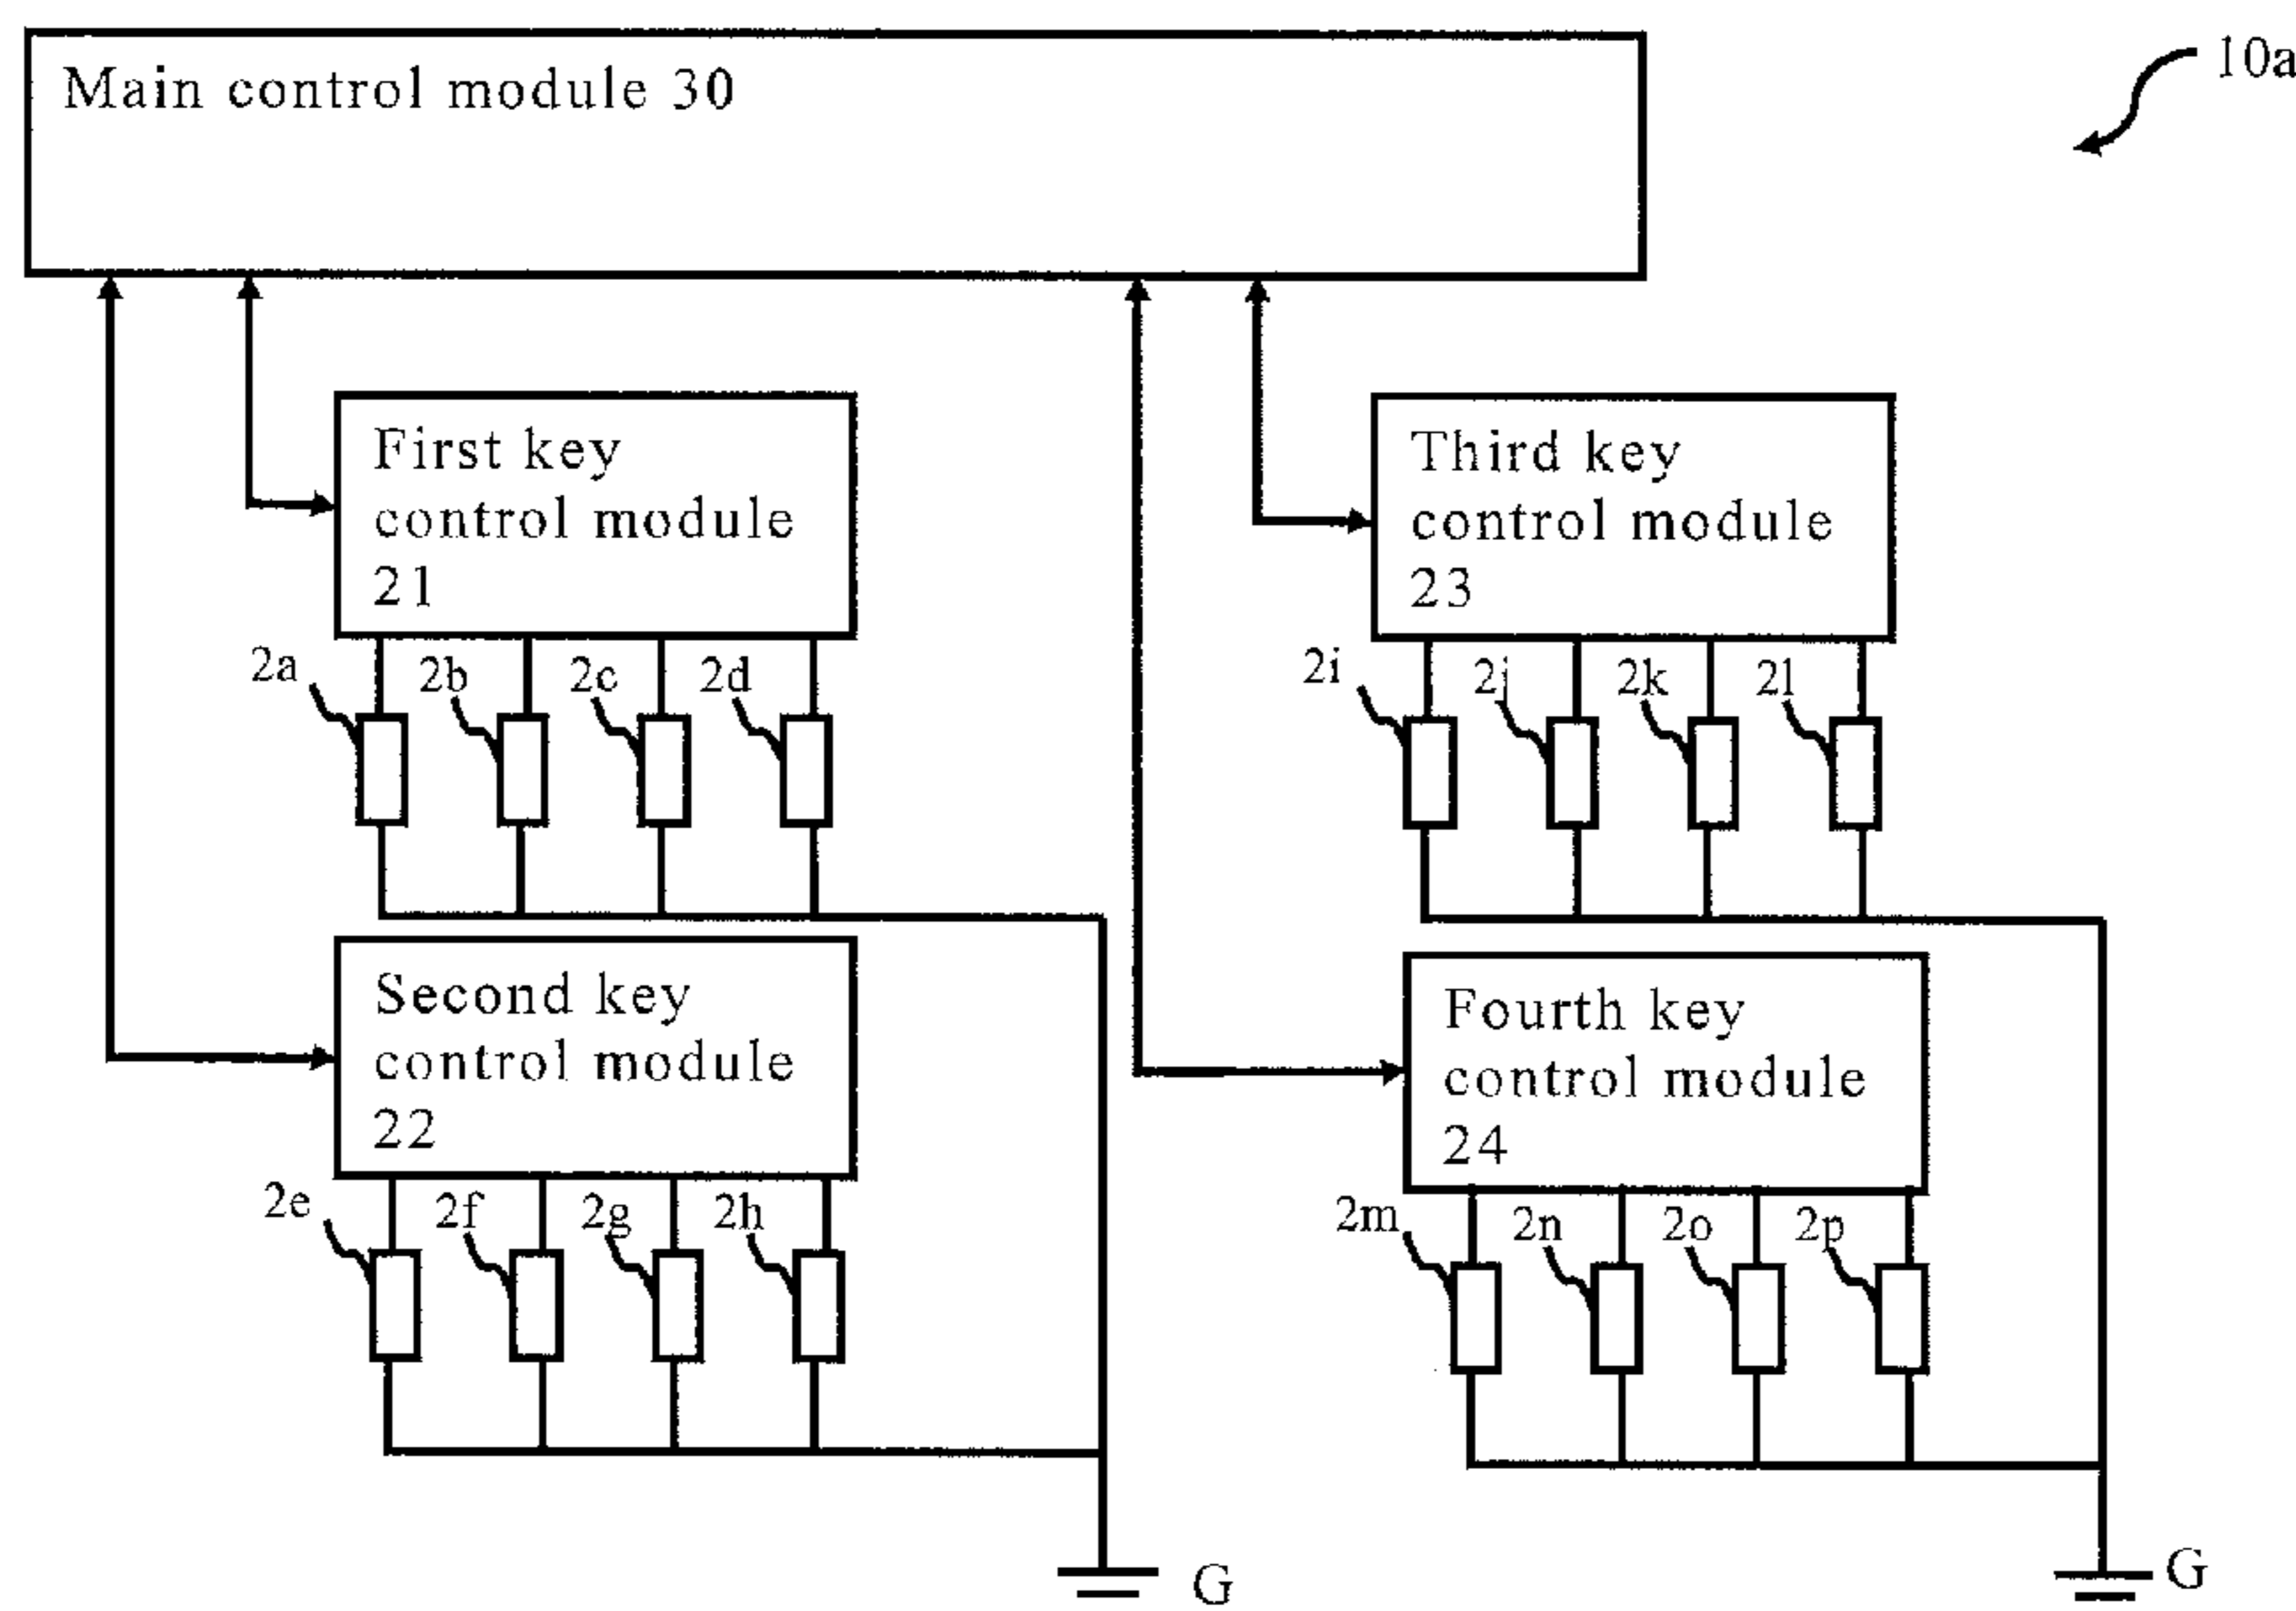 Main control module 30
10a
First key
control module
21
Third key
control module
23
2a
2b
2c
2d
2i
2j
2k
2l
Second key
control module
22
Fourth key
control module
24
2e
2f
2g
2h
2m
2n
2o
2p
G
G